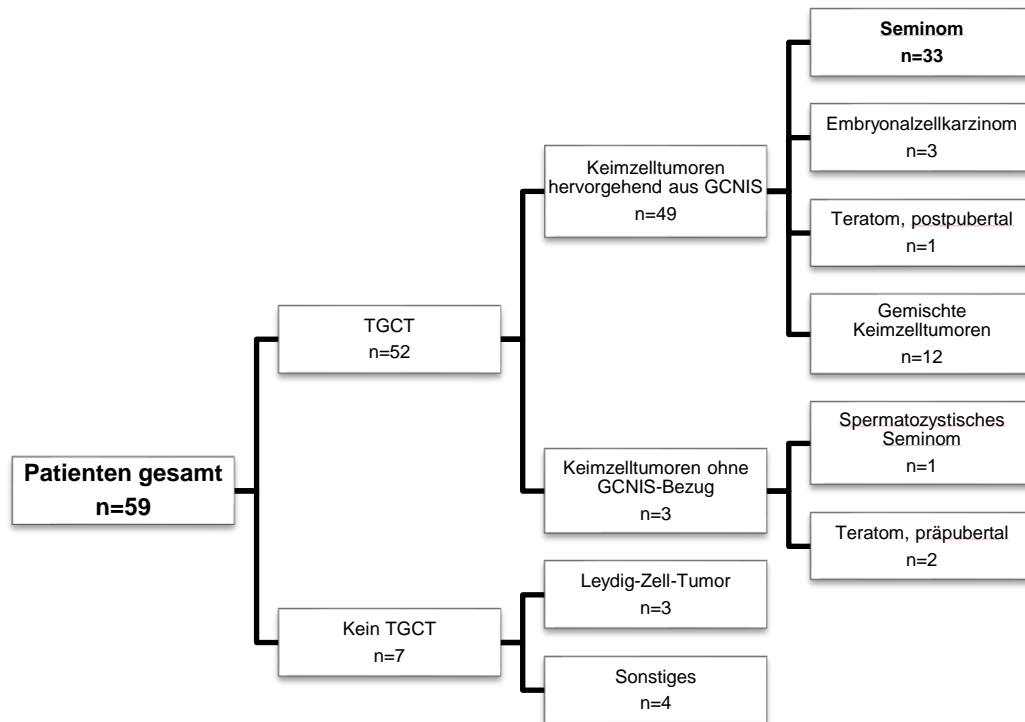 Patienten gesamt
n=59
TGCT
n=52
Keimzelltumoren
hervorgehend aus GCNIS
n=49
Seminom
n=33
Embryonalzellkarzinom
n=3
Teratom, postpubertal
n=1
Gemischte
Keimzelltumoren
n=12
Keimzelltumoren ohne
GCNIS-Bezug
n=3
Spermatozystisches
Seminom
n=1
Teratom, präpubertal
n=2
Kein TGCT
n=7
Leydig-Zell-Tumor
n=3
Sonstiges
n=4